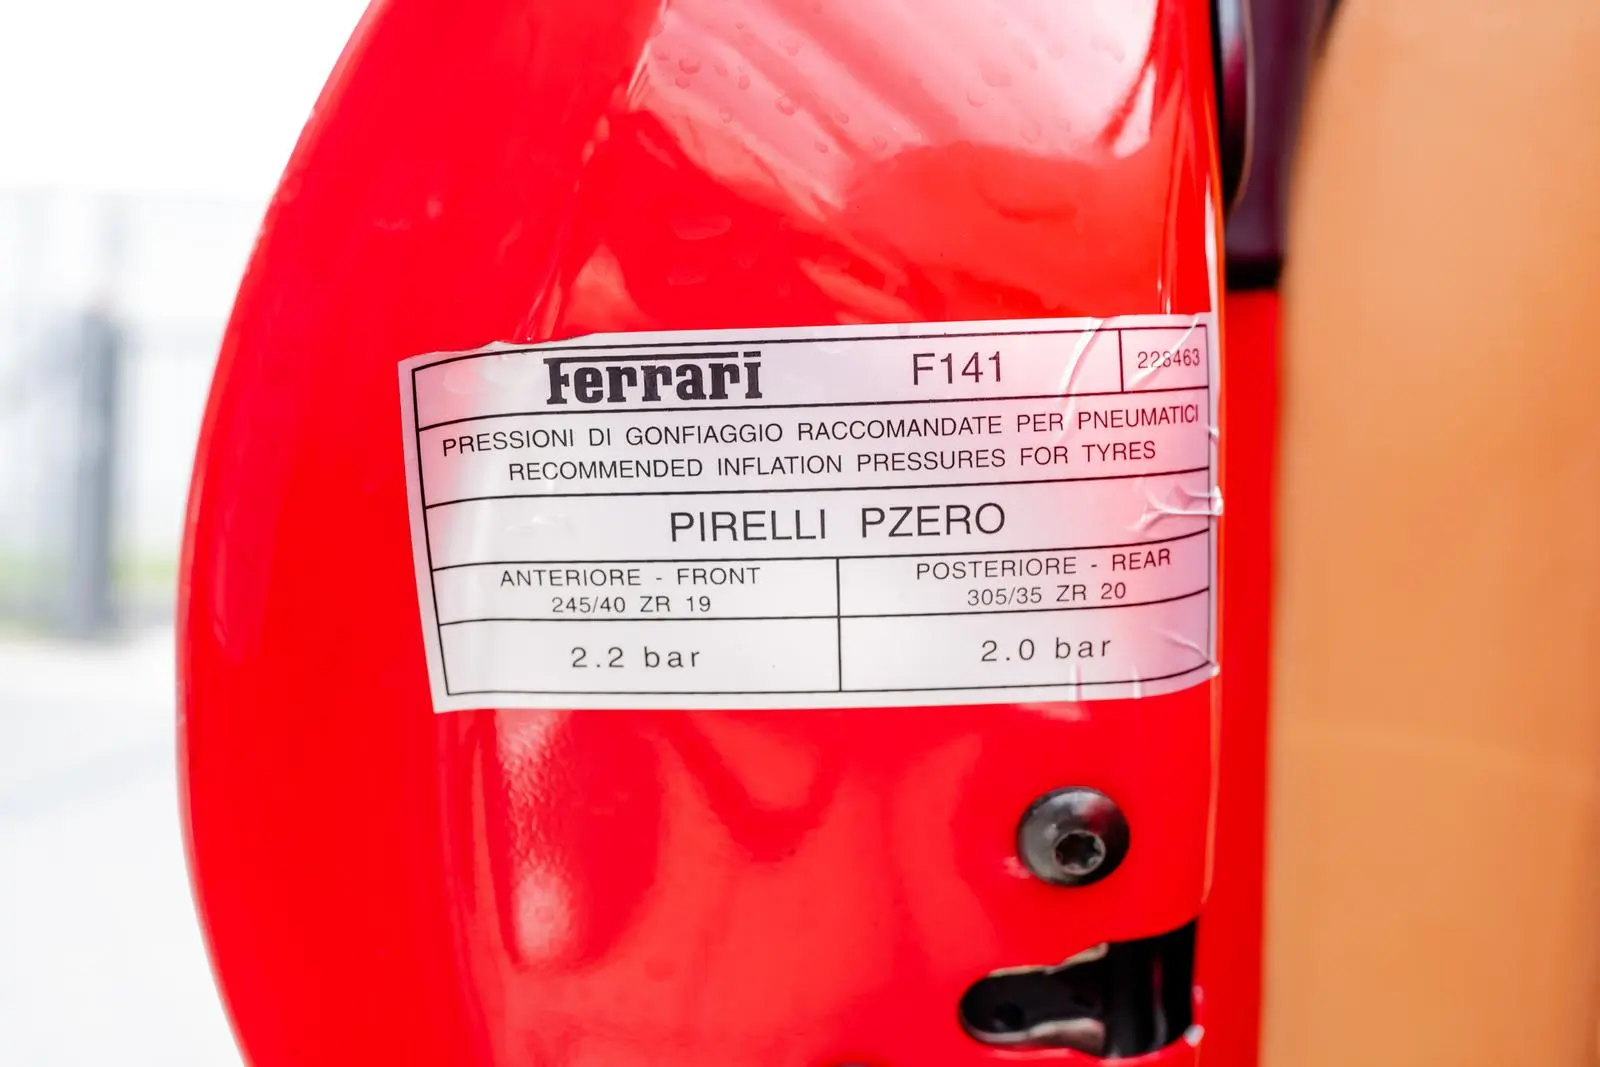 Ferrari F141 228463
PRESSIONI DI GONFIAGGIO RACCOMANDATE PER PNEUMATICI
RECOMMENDED INFLATION PRESSURES FOR TYRES
PIRELLI PZERO
ANTERIORE - FRONT POSTERIORE - REAR
245/40 ZR 19 305/35 ZR 20
2.2 bar 2.0 bar